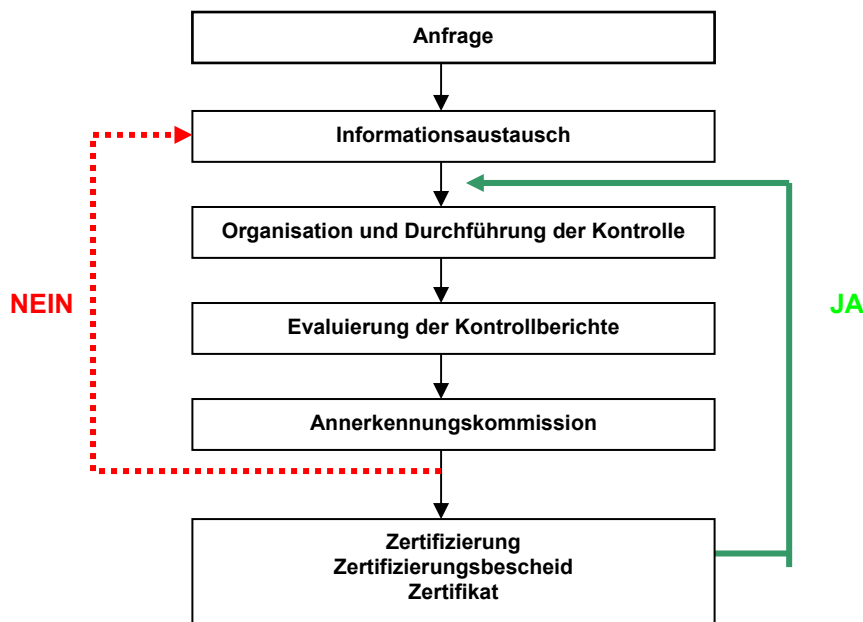 Anfrage
Informationsaustausch
Organisation und Durchführung der Kontrolle
NEIN
JA
Evaluierung der Kontrollberichte
Annerkennungskommission
Zertifizierung
Zertifizierungsbescheid
Zertifikat